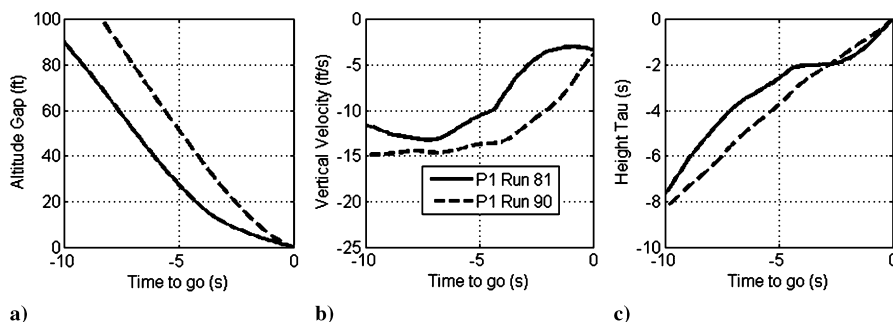 100
80
60
40
20
0
Altitude Gap (ft)
-10
-5
0
Time to go (s)
a)
0
-5
-10
-15
-20
-25
Vertical Velocity (ft/s)
P1 Run 81
P1 Run 90
-10
-5
0
Time to go (s)
b)
0
-2
-4
-6
-8
-10
Height Tau (s)
-10
-5
0
Time to go (s)
c)